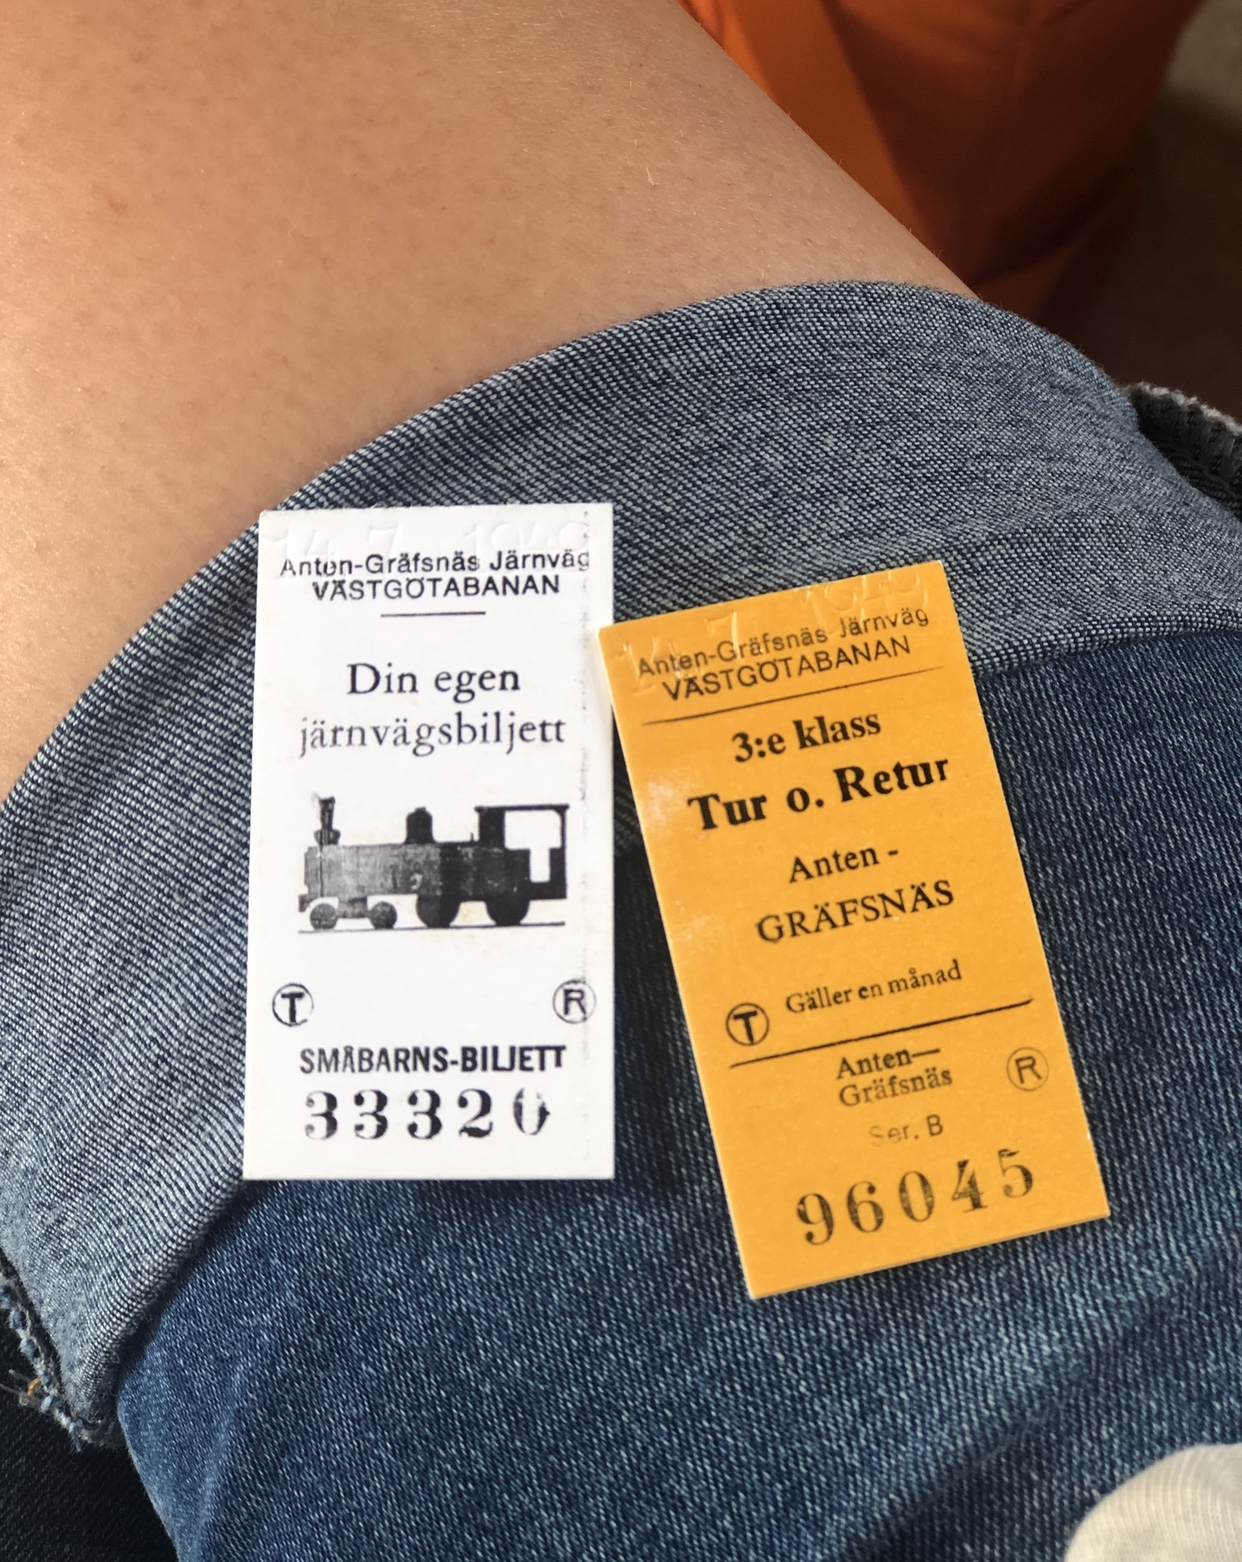 Anten-Gräfsnäs Järnväg
VÄSTGÖTABANAN
Din egen
järnvägsbiljett
T R
SMÅBARNS-BILJETT
33320
Anten-Gräfsnäs Järnväg
VÄSTGÖTABANAN
3:e klass
Tur o. Retur
Anten -
GRÄFSNÄS
Gäller en månad
T
Anten—
Gräfsnäs
R
Ser. B
96045